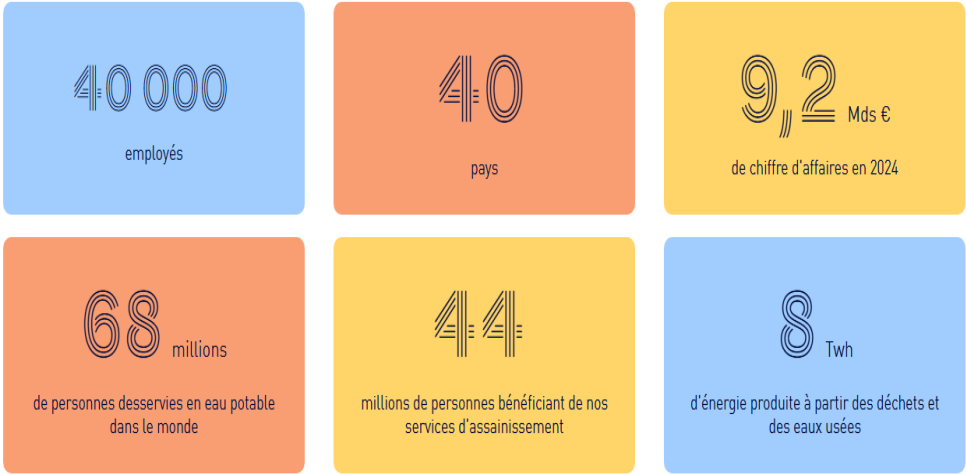 40 000
employés
40
pays
9,2 Mds €
de chiffre d'affaires en 2024
68 millions
de personnes desservies en eau potable
dans le monde
44
millions de personnes bénéficiant de nos
services d'assainissement
8 Twh
d'énergie produite à partir des déchets et
des eaux usées